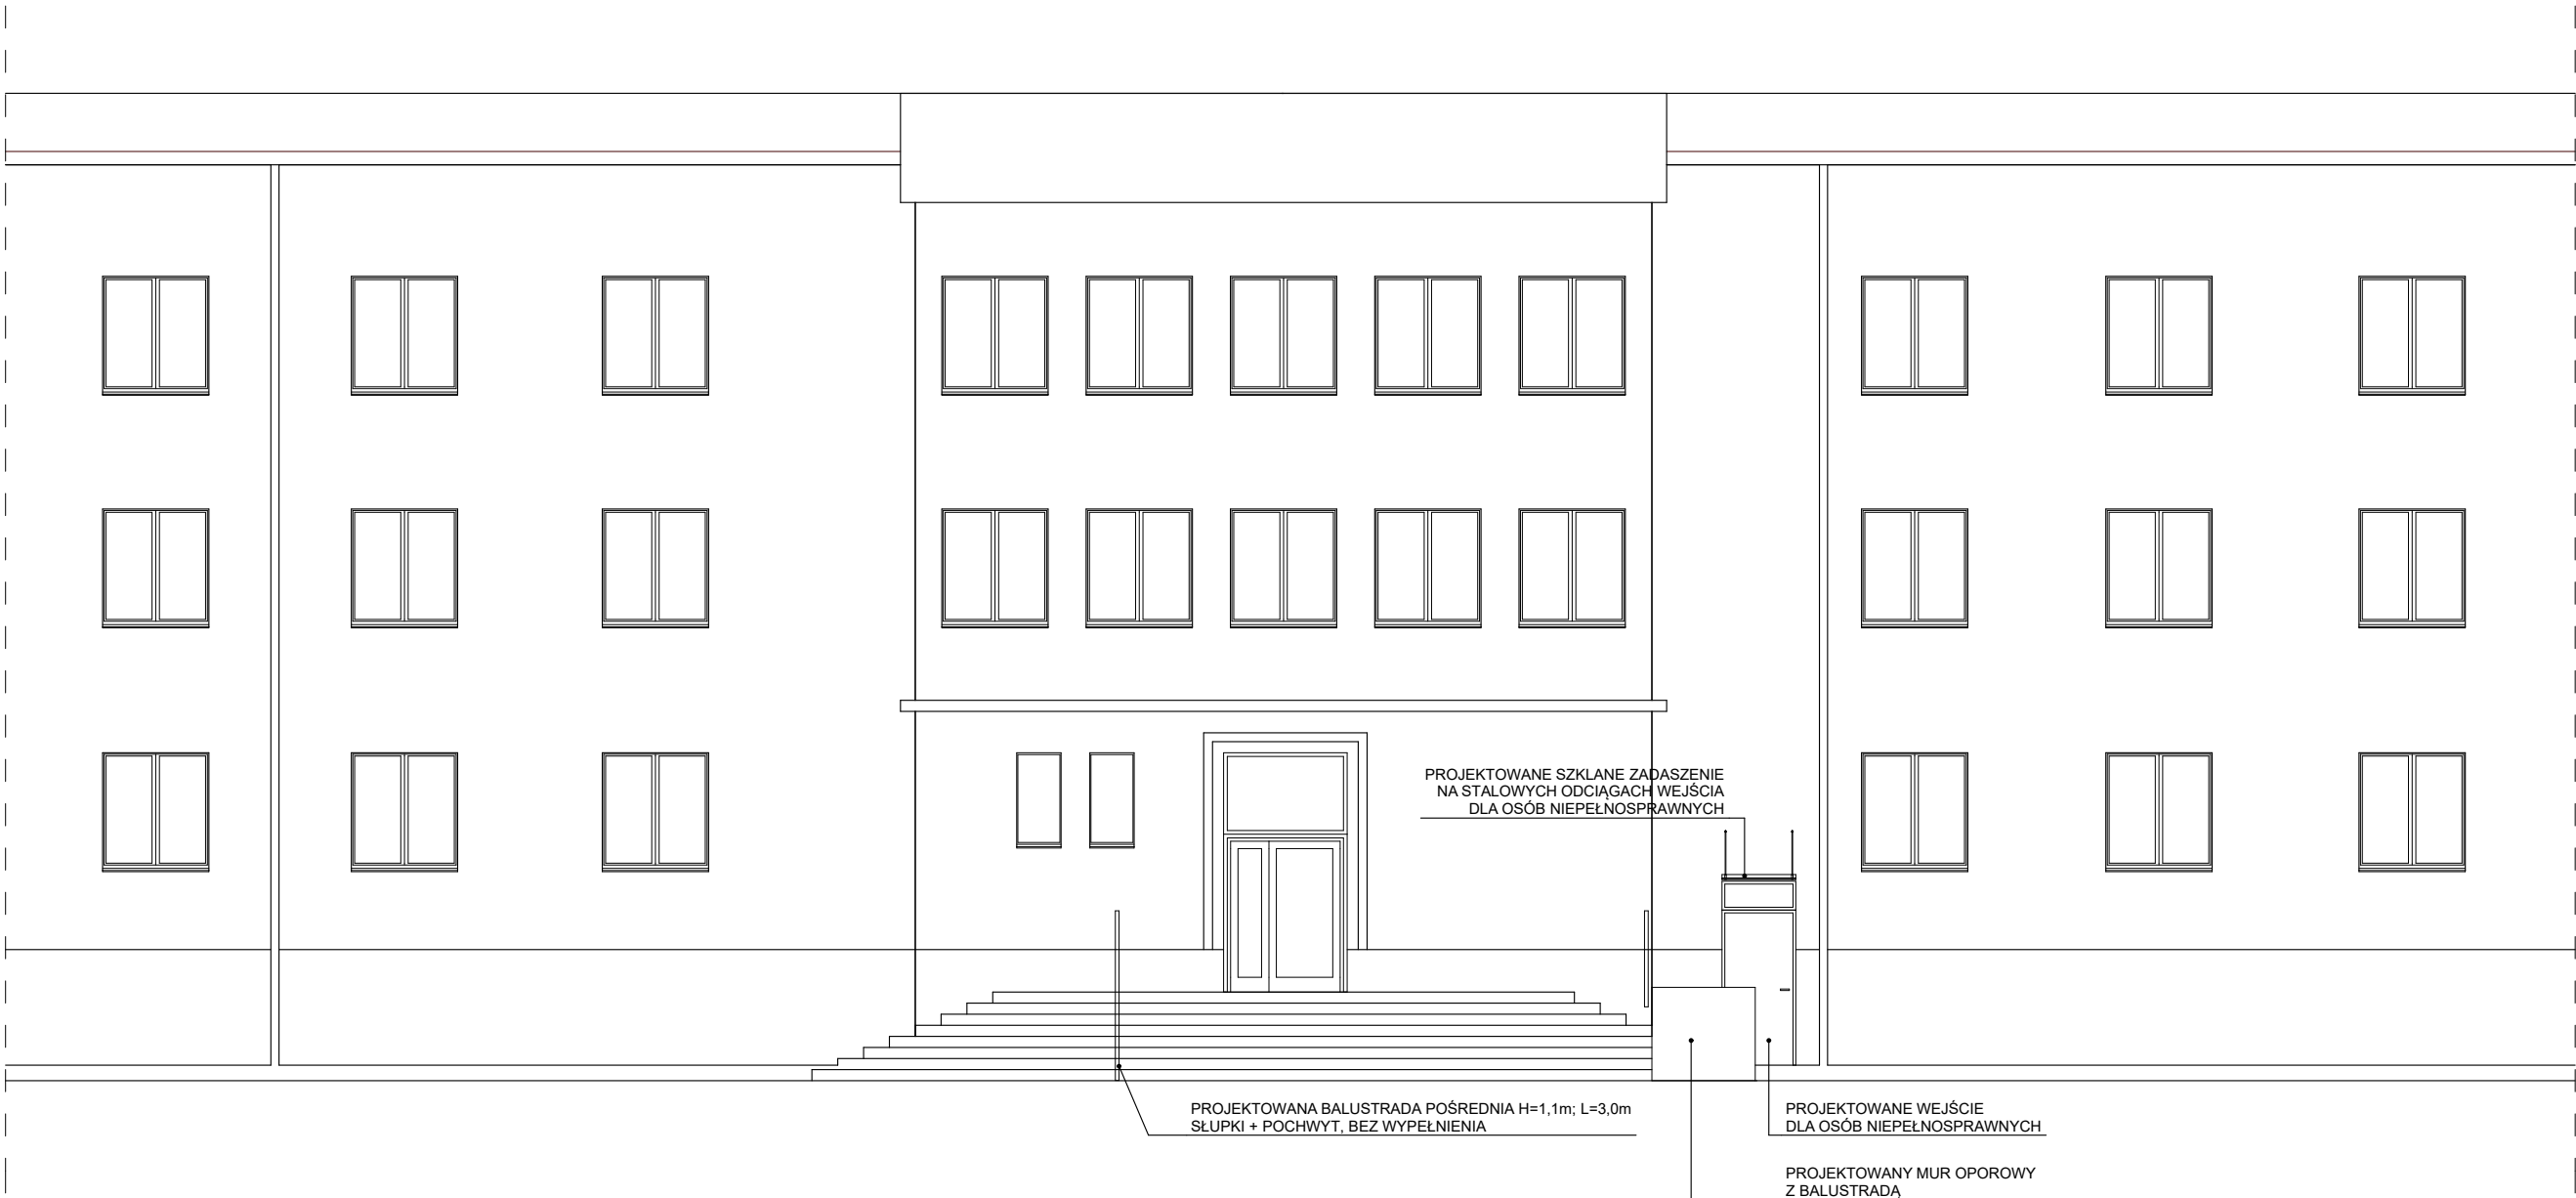 PROJEKTOWANE SZKLANE ZADASZENIE
NA STALOWYCH ODCIĄGACH WEJŚCIA
DLA OSÓB NIEPEŁNOSPRAWNYCH
PROJEKTOWANA BALUSTRADA POŚREDNIA H=1,1m; L=3,0m
SŁUPKI + POCHWYT, BEZ WYPEŁNIENIA
PROJEKTOWANE WEJŚCIE
DLA OSÓB NIEPEŁNOSPRAWNYCH
PROJEKTOWANY MUR OPOROWY
Z BALUSTRADĄ